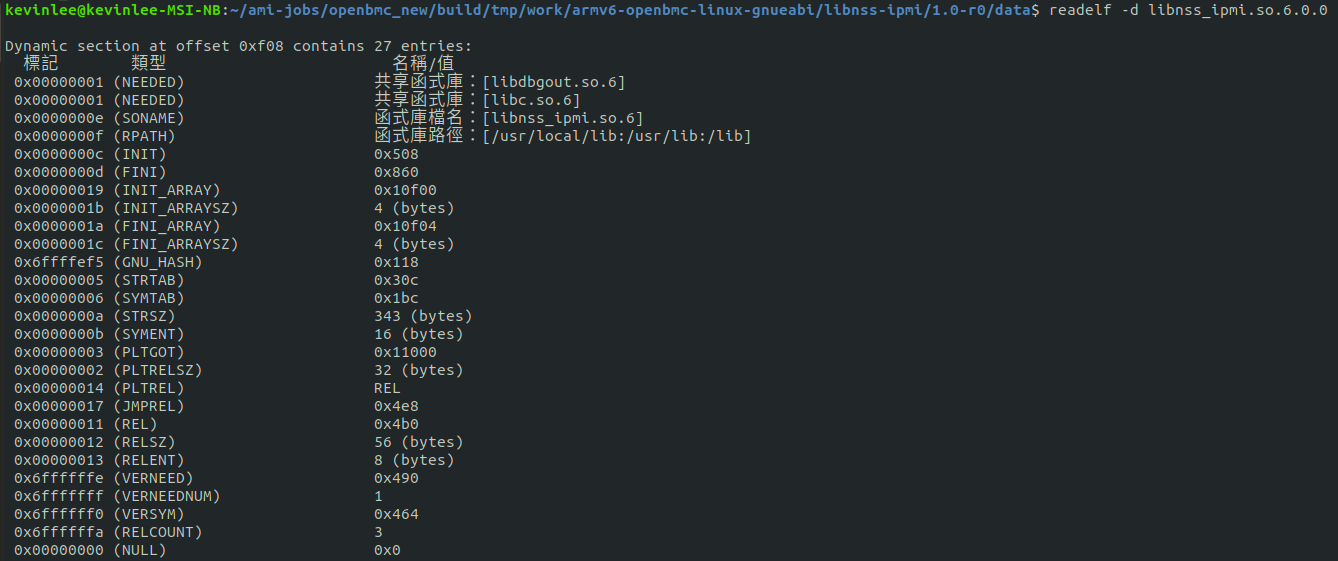 kevinlee@kevinlee-MSI-NB:~/ami-jobs/openbmc_new/build/tmp/work/armv6-openbmc-linux-gnueabi/libnss-ipmi/1.0-r0/data$ readelf -d libnss_ipmi.so.6.0.0
Dynamic section at offset 0xf08 contains 27 entries:
標記 類型 名稱/值
0x00000001 (NEEDED) 共享函式庫：[libdbgout.so.6]
0x00000001 (NEEDED) 共享函式庫：[libc.so.6]
0x0000000e (SONAME) 函式庫檔名：[libnss_ipmi.so.6]
0x0000000f (RPATH) 函式庫路徑：[/usr/local/lib:/usr/lib:/lib]
0x0000000c (INIT) 0x508
0x0000000d (FINI) 0x860
0x00000019 (INIT_ARRAY) 0x10f00
0x0000001b (INIT_ARRAYSZ) 4 (bytes)
0x0000001a (FINI_ARRAY) 0x10f04
0x0000001c (FINI_ARRAYSZ) 4 (bytes)
0x6ffffef5 (GNU_HASH) 0x118
0x00000005 (STRTAB) 0x30c
0x00000006 (SYMTAB) 0x1bc
0x0000000a (STRSZ) 343 (bytes)
0x0000000b (SYMENT) 16 (bytes)
0x00000003 (PLTGOT) 0x11000
0x00000002 (PLTRELSZ) 32 (bytes)
0x00000014 (PLTREL) REL
0x00000017 (JMPREL) 0x4e8
0x00000011 (REL) 0x4b0
0x00000012 (RELSZ) 56 (bytes)
0x00000013 (RELENT) 8 (bytes)
0x6ffffffe (VERNEED) 0x490
0x6fffffff (VERNEEDNUM) 1
0x6ffffff0 (VERSYM) 0x464
0x6ffffffa (RELCOUNT) 3
0x00000000 (NULL) 0x0